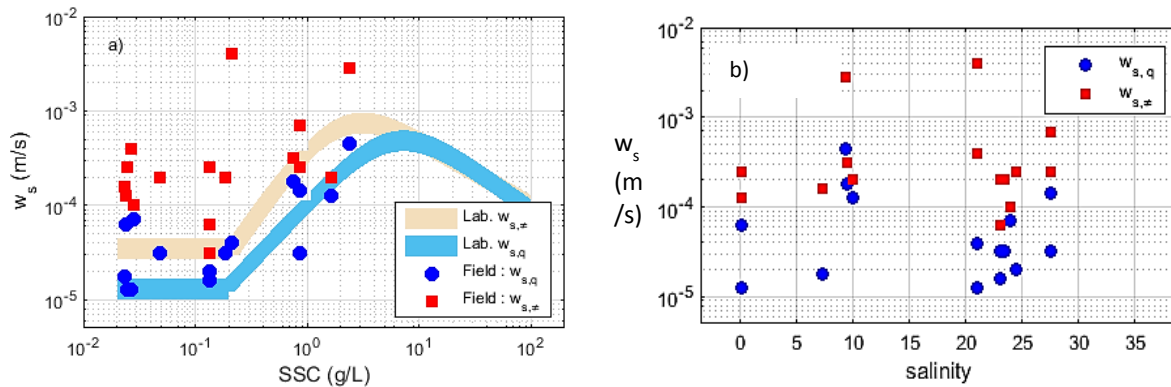 a)
10^-2
10^-3
10^-4
10^-5
w_s (m/s)
10^-2 10^-1 10^0 10^1 10^2
SSC (g/L)
Lab. w_s,≠
Lab. w_s,q
Field : w_s,q
Field : w_s,≠
b)
10^-2
10^-3
10^-4
10^-5
w_s
(m
/s)
0 5 10 15 20 25 30 35
salinity
w_s,q
w_s,≠